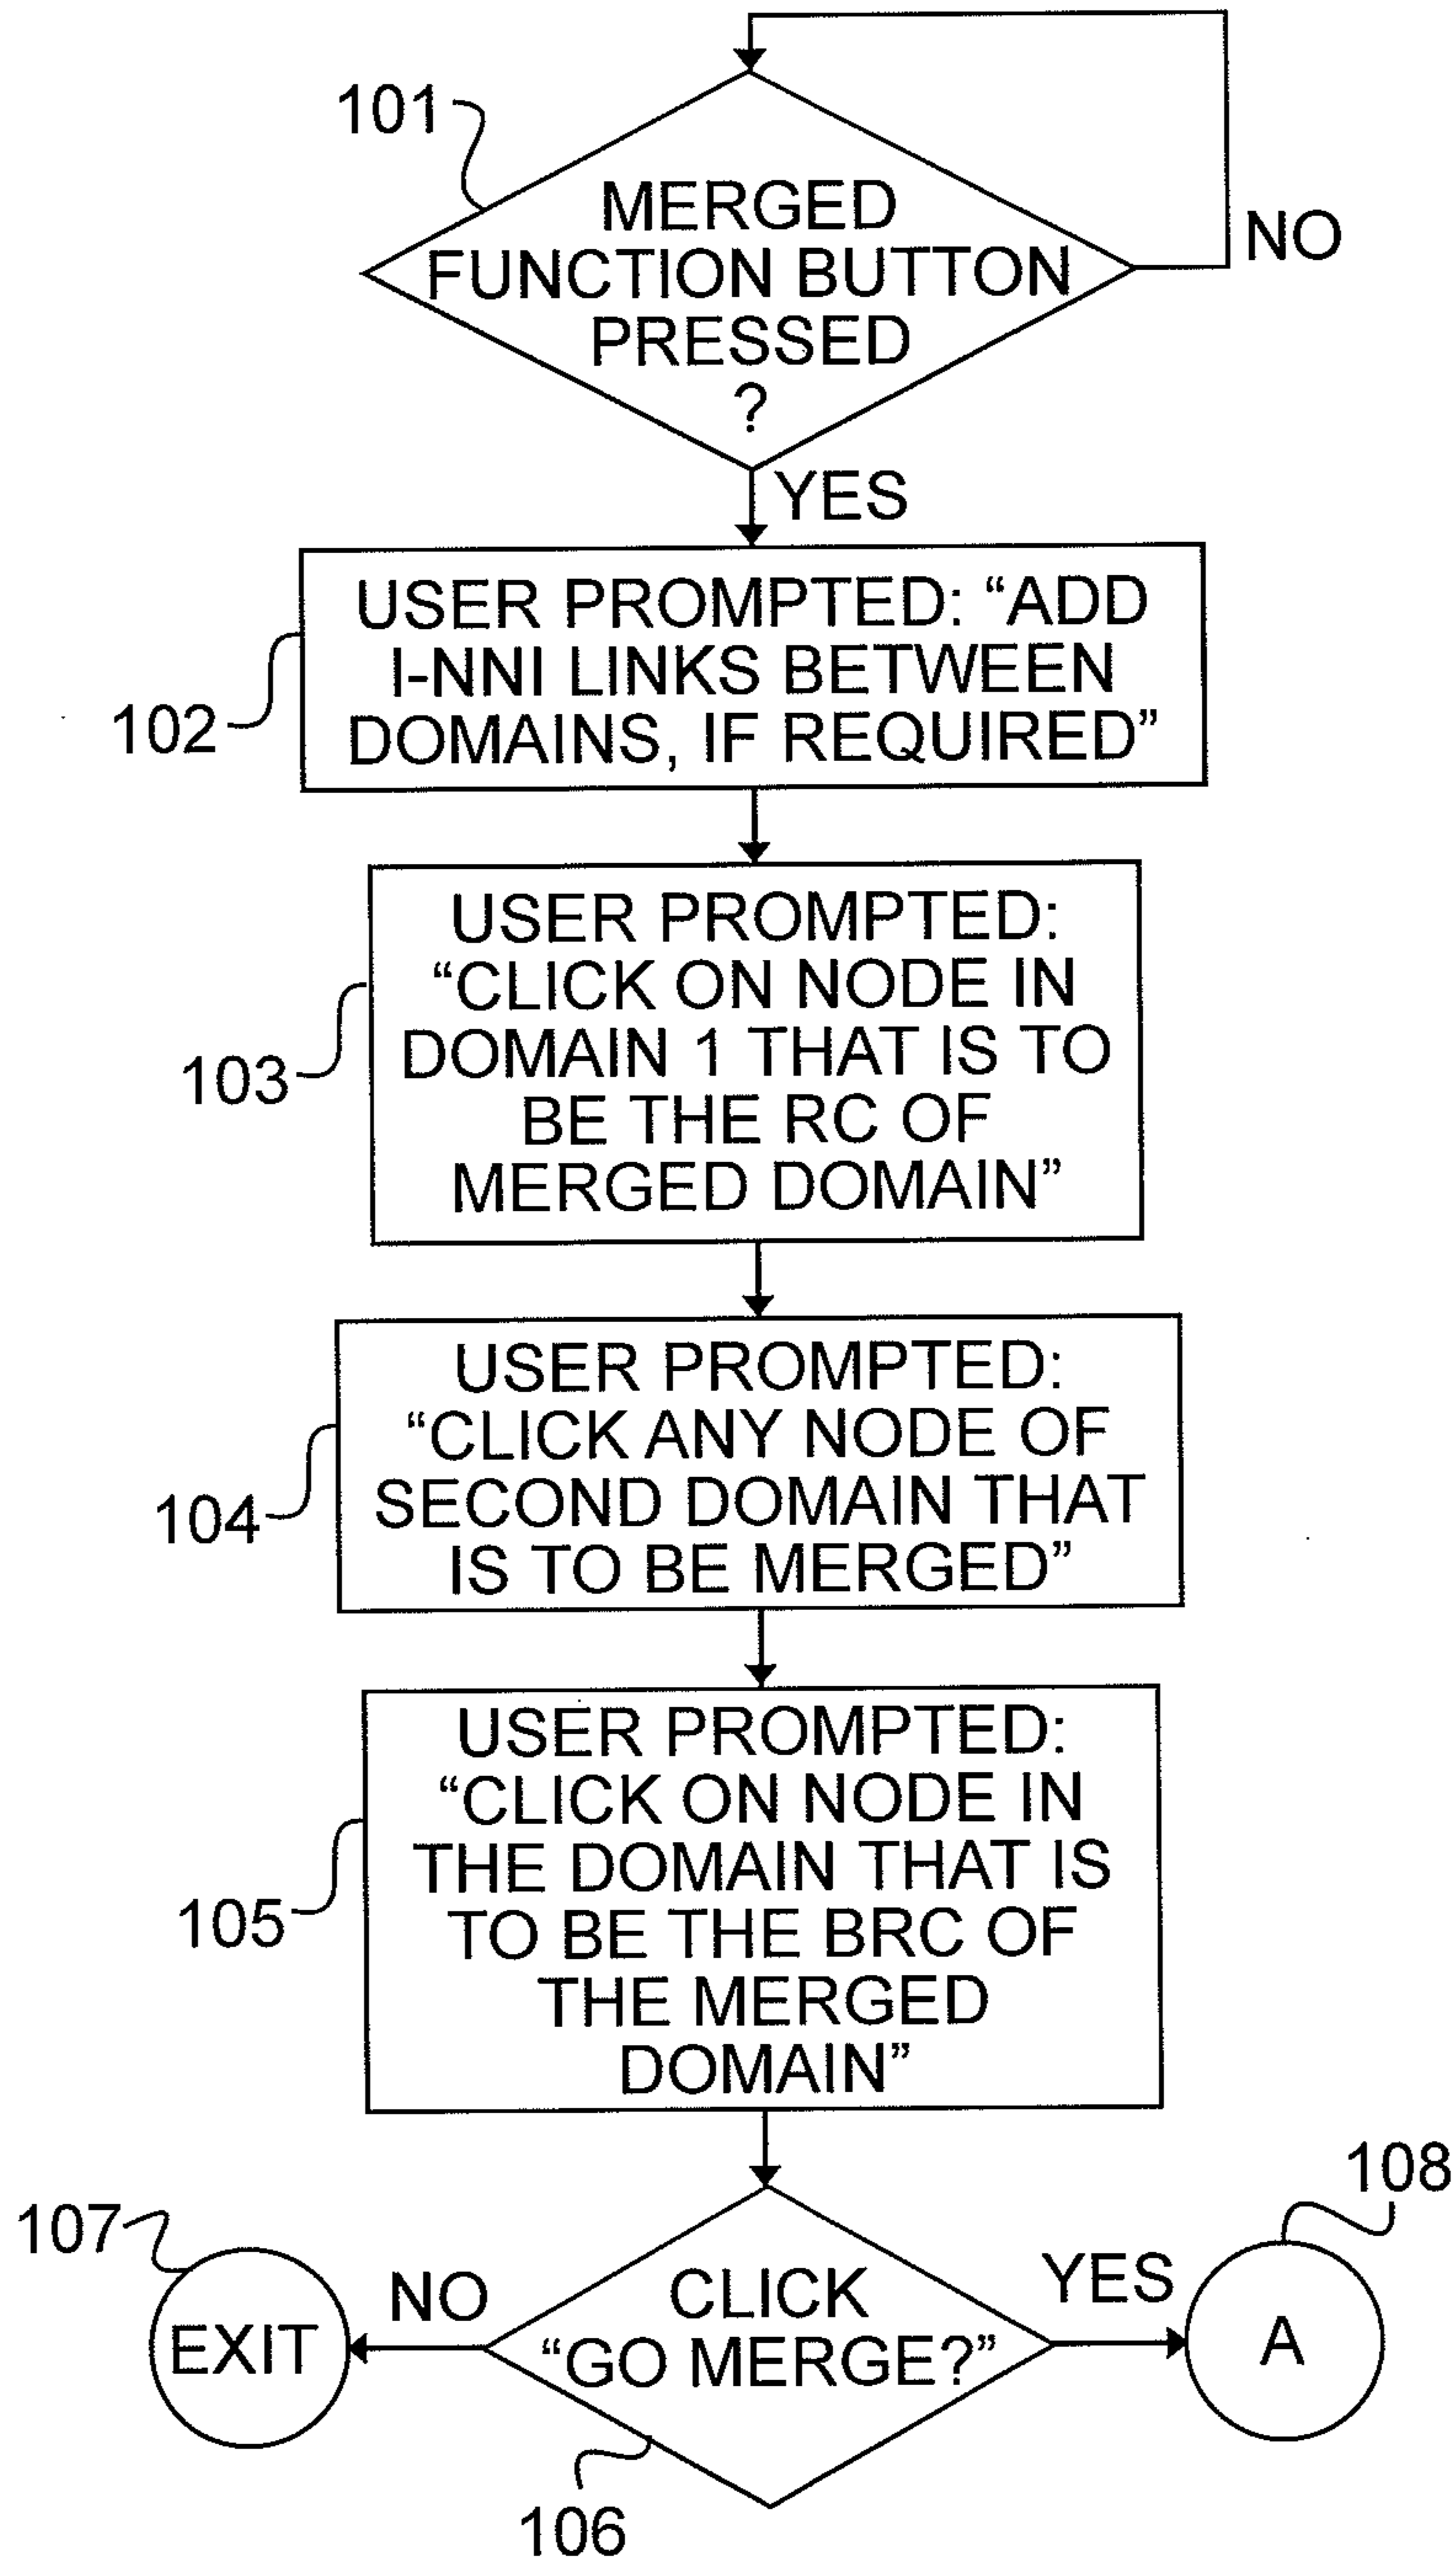 101
MERGED
FUNCTION BUTTON
PRESSED
?
NO
YES
102
USER PROMPTED: “ADD
I-NNI LINKS BETWEEN
DOMAINS, IF REQUIRED”
103
USER PROMPTED:
“CLICK ON NODE IN
DOMAIN 1 THAT IS TO
BE THE RC OF
MERGED DOMAIN”
104
USER PROMPTED:
“CLICK ANY NODE OF
SECOND DOMAIN THAT
IS TO BE MERGED”
105
USER PROMPTED:
“CLICK ON NODE IN
THE DOMAIN THAT IS
TO BE THE BRC OF
THE MERGED
DOMAIN”
107
EXIT
NO
CLICK
“GO MERGE?”
106
YES
108
A